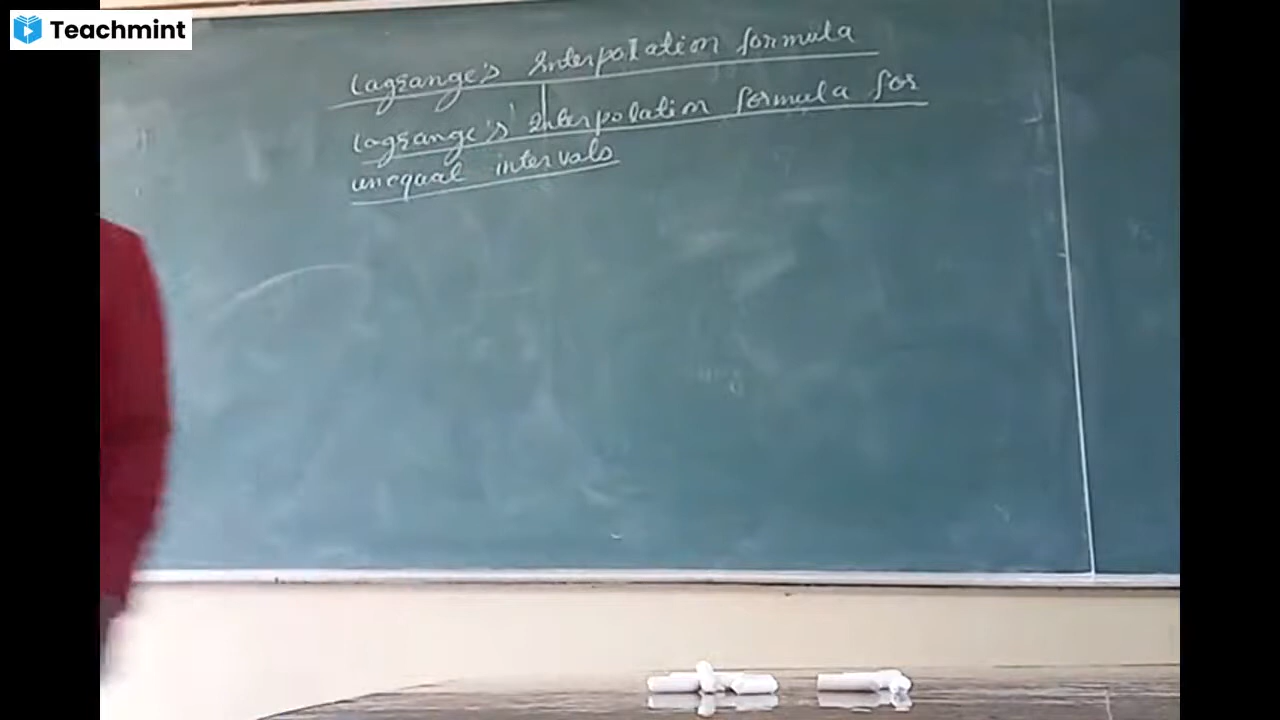 Teachmint
Lagrange's Interpolation formula
Lagrange's Interpolation formula for
unequal intervals